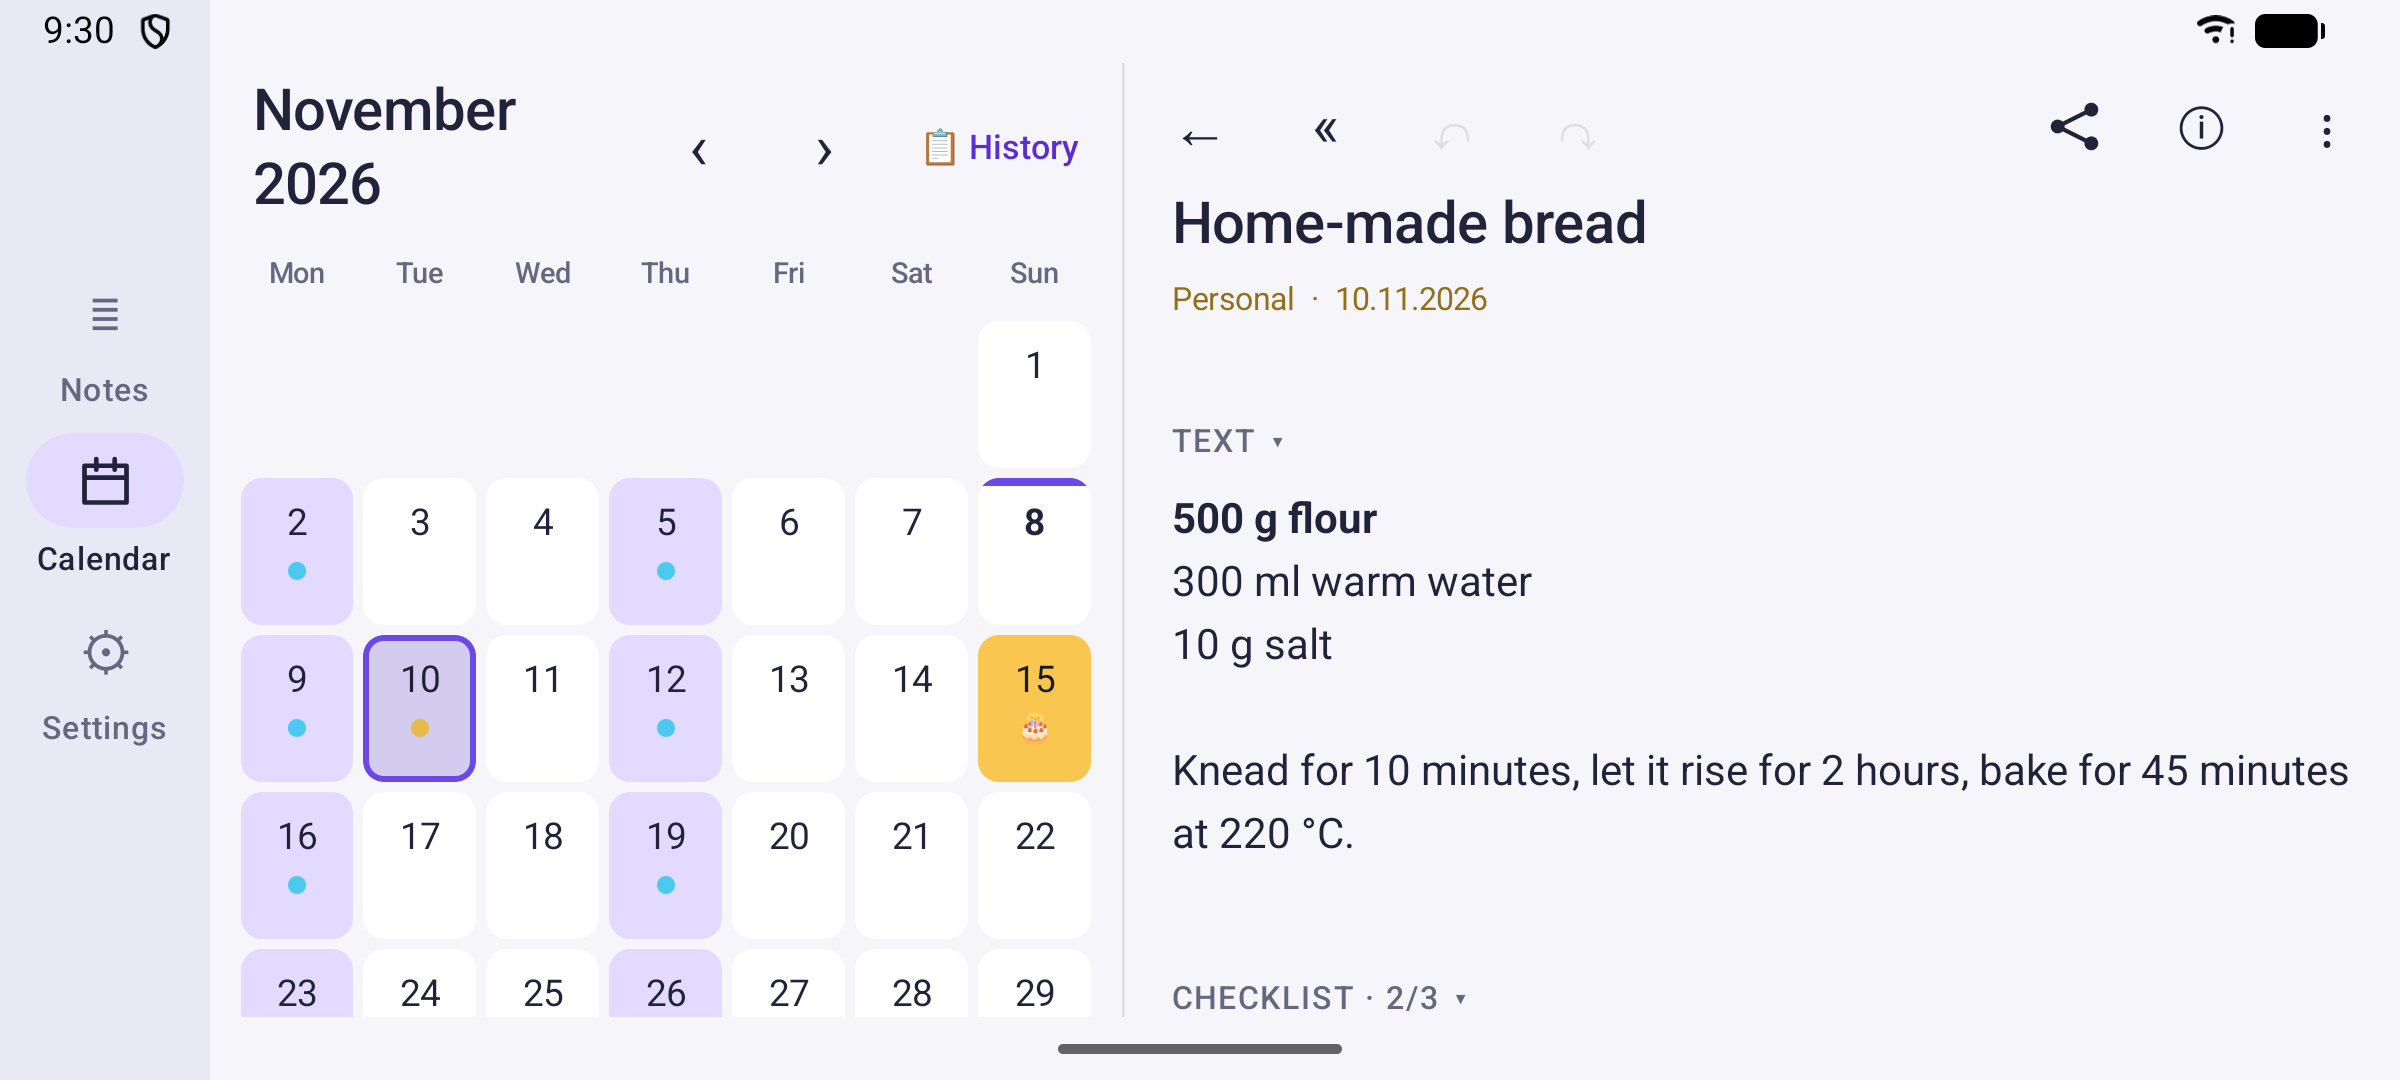 9:30
November
2026
‹ › 📋 History
Mon Tue Wed Thu Fri Sat Sun
1
2 3 4 5 6 7 8
9 10 11 12 13 14 15
16 17 18 19 20 21 22
23 24 25 26 27 28 29
Notes
Calendar
Settings
Home-made bread
Personal · 10.11.2026
TEXT ▾
500 g flour
300 ml warm water
10 g salt
Knead for 10 minutes, let it rise for 2 hours, bake for 45 minutes
at 220 °C.
CHECKLIST · 2/3 ▾